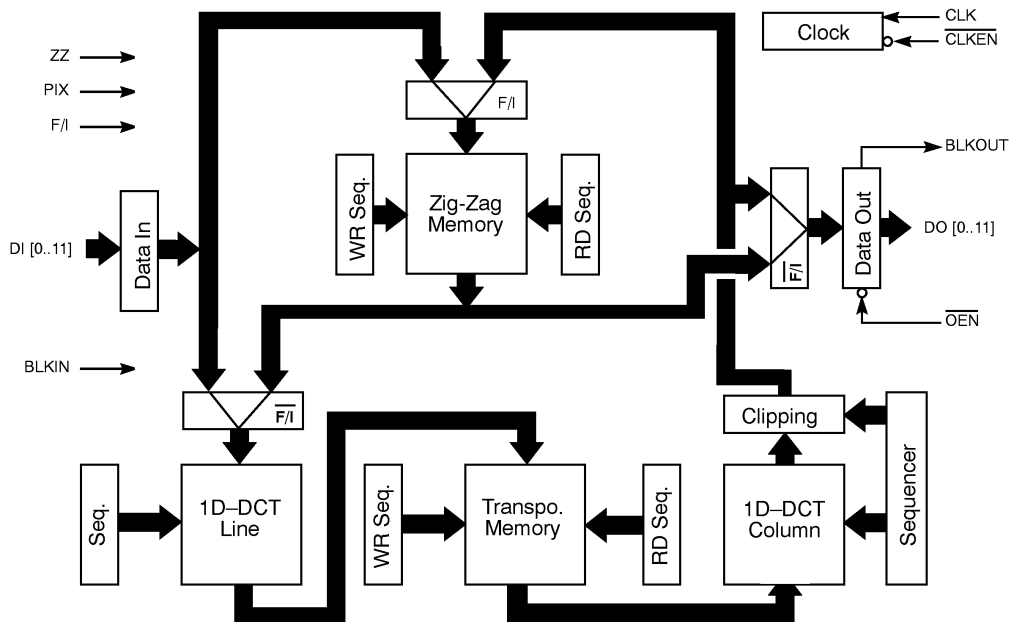 CLK
Clock
CLKEN
ZZ
PIX
F/I
F/I
BLKOUT
WR Seq.
Zig-Zag
Memory
RD Seq.
F/I
Data Out
DO [0..11]
DI [0..11]
Data In
OEN
BLKIN
F/I
Clipping
Sequencer
Seq.
1D–DCT
Line
WR Seq.
Transpo.
Memory
RD Seq.
1D–DCT
Column